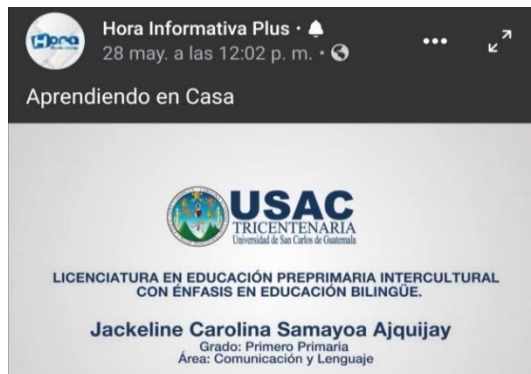 Hora
Hora Informativa Plus ·
28 may. a las 12:02 p. m. ·
Aprendiendo en Casa
USAC
TRICENTENARIA
Universidad de San Carlos de Guatemala
LICENCIATURA EN EDUCACIÓN PREPRIMARIA INTERCULTURAL
CON ÉNFASIS EN EDUCACIÓN BILINGÜE.
Jackeline Carolina Samayoa Ajquijay
Grado: Primero Primaria
Área: Comunicación y Lenguaje